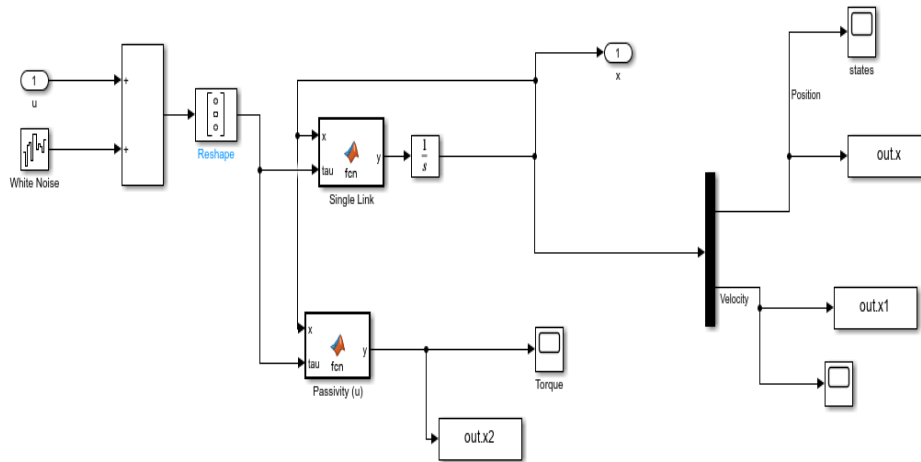 1
u
+
+
White Noise
Reshape
x
tau
fcn
y
Single Link
1
s
1
x
Position
states
out.x
Velocity
out.x1
x
tau
fcn
y
Passivity (u)
Torque
out.x2